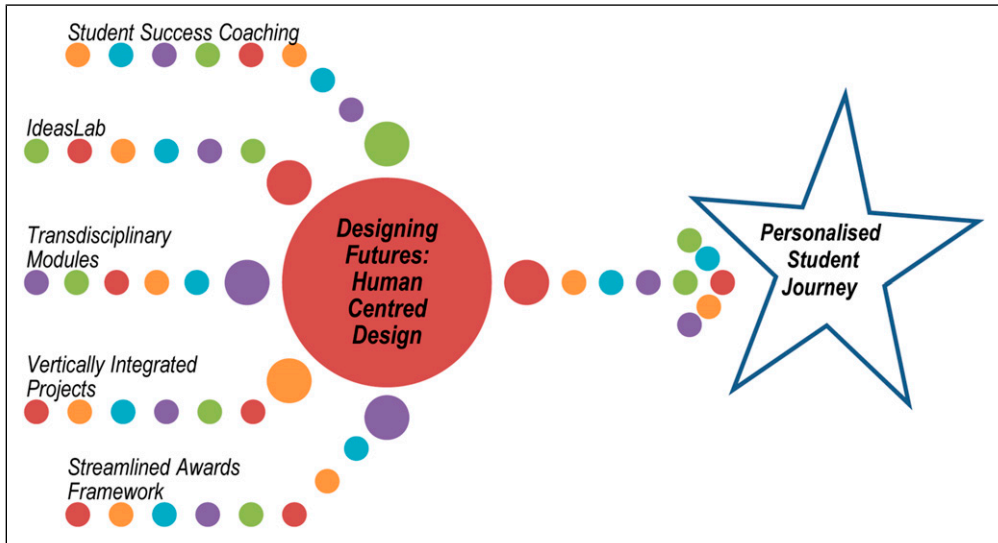 Student Success Coaching
IdeasLab
Transdisciplinary
Modules
Vertically Integrated
Projects
Streamlined Awards
Framework
Designing
Futures:
Human
Centred
Design
Personalised
Student
Journey